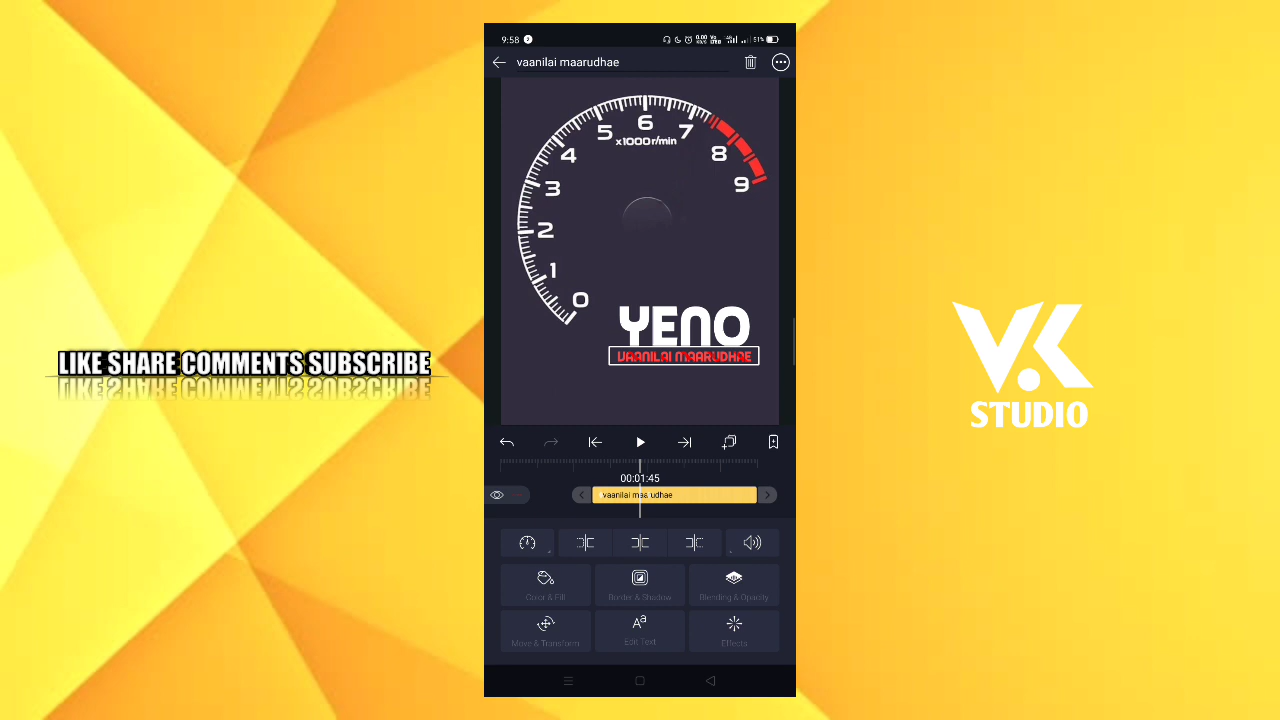 9:58
51%
vaanilai maarudhae
6
5
7
x1000 r/min
4
8
3
9
2
1
0
YENO
VAANILAI MAARUDHAE
LIKE SHARE COMMENTS SUBSCRIBE
VK
STUDIO
00:01:45
vaanilai maarudhae
Color & Fill
Border & Shadow
Blending & Opacity
Move & Transform
Edit Text
Effects